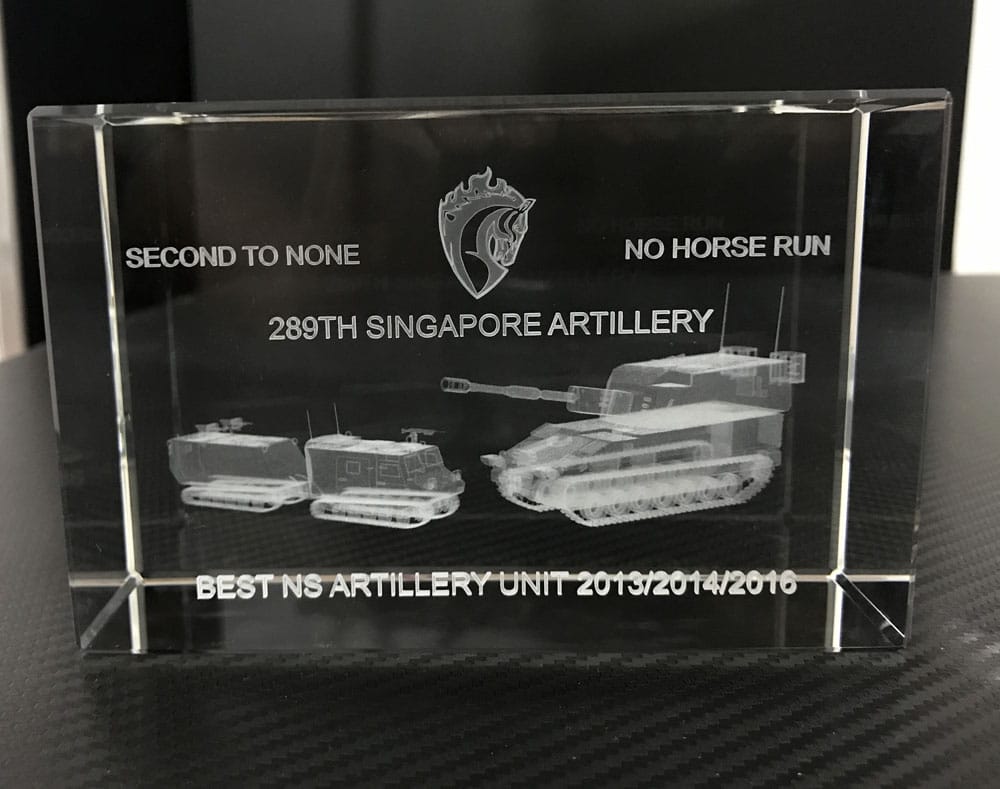 SECOND TO NONE
NO HORSE RUN
289TH SINGAPORE ARTILLERY
BEST NS ARTILLERY UNIT 2013/2014/2016